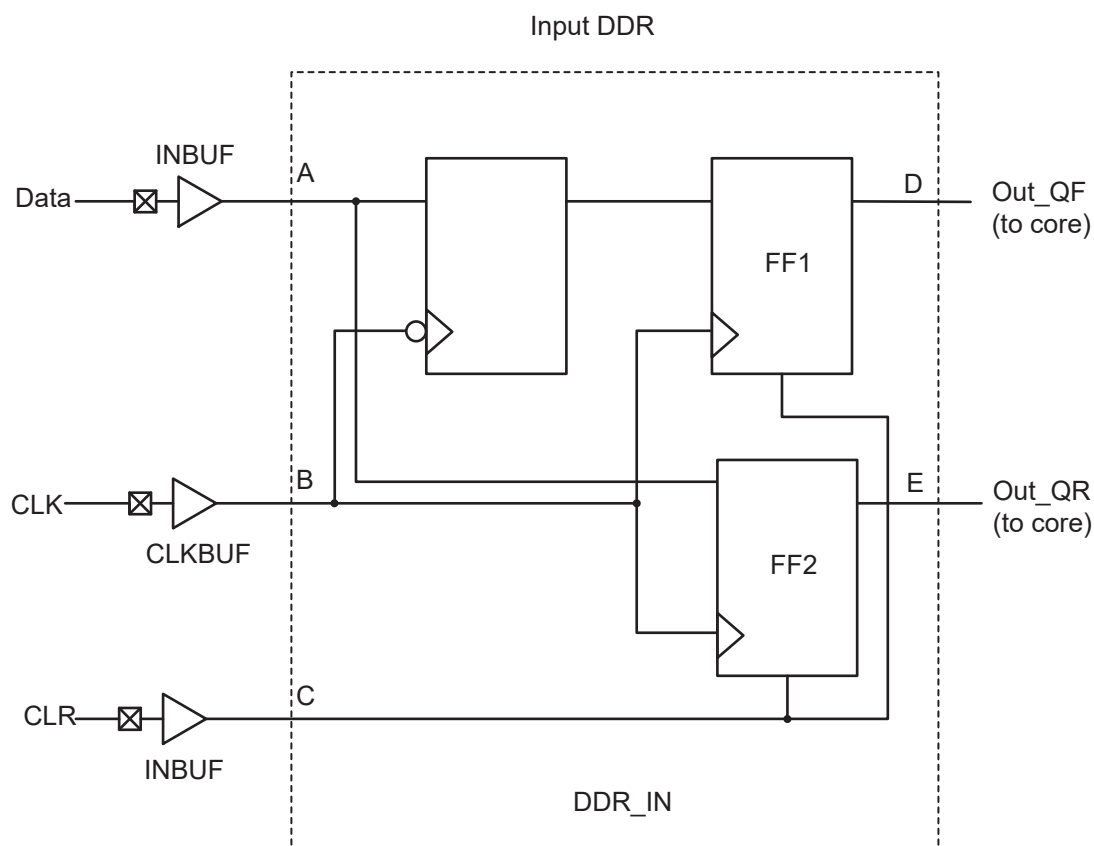 Input DDR
INBUF
A
Data
D
Out_QF
(to core)
FF1
B
CLK
CLKBUF
E
Out_QR
(to core)
FF2
C
CLR
INBUF
DDR_IN